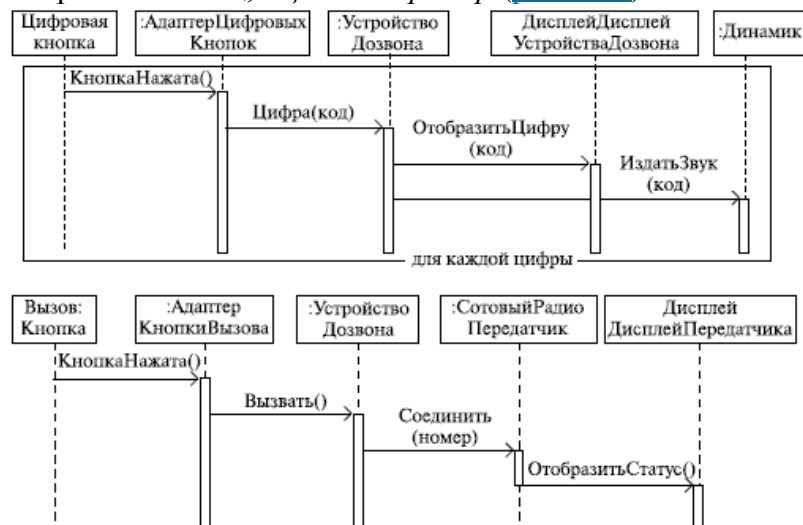 Цифровая
кнопка
:АдаптерЦифровых
Кнопок
:Устройство
Дозвона
ДисплейДисплей
УстройстваДозвона
:Динамик
КнопкаНажата()
Цифра(код)
ОтобразитьЦифру
(код)
ИздатьЗвук
(код)
для каждой цифры
Вызов:
Кнопка
:Адаптер
КнопкиВызова
:Устройство
Дозвона
:СотовыйРадио
Передатчик
Дисплей
ДисплейПередатчика
КнопкаНажата()
Вызвать()
Соединить
(номер)
ОтобразитьСтатус()